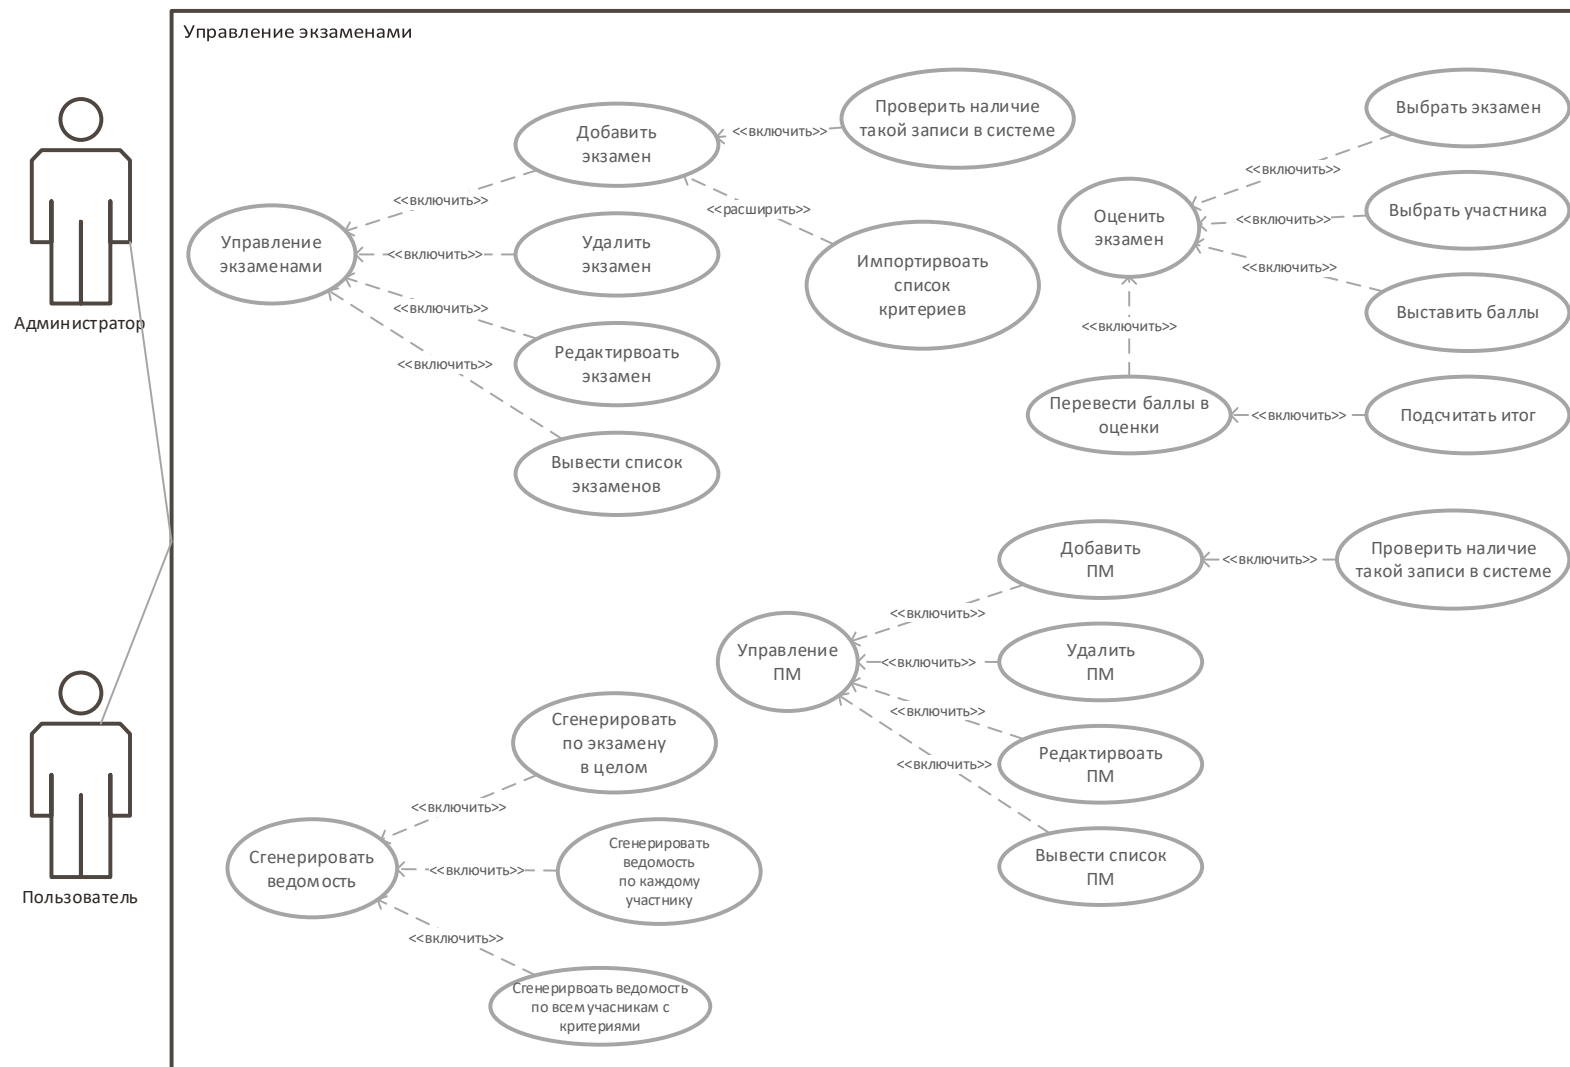 Управление экзаменами
Администратор
Пользователь
Управление
экзаменами
<<включить>>
Добавить
экзамен
<<включить>>
Проверить наличие
такой записи в системе
<<расширить>>
Импортирвоать
список
критериев
<<включить>>
Удалить
экзамен
<<включить>>
Редактирвоать
экзамен
<<включить>>
Вывести список
экзаменов
Оценить
экзамен
<<включить>>
Выбрать экзамен
<<включить>>
Выбрать участника
<<включить>>
Выставить баллы
<<включить>>
Перевести баллы в
оценки
<<включить>>
Подсчитать итог
Управление
ПМ
<<включить>>
Добавить
ПМ
<<включить>>
Проверить наличие
такой записи в системе
<<включить>>
Удалить
ПМ
<<включить>>
Редактирвоать
ПМ
<<включить>>
Вывести список
ПМ
Сгенерировать
ведомость
<<включить>>
Сгенерировать
по экзамену
в целом
<<включить>>
Сгенерировать
ведомость
по каждому
участнику
<<включить>>
Сгенерирвоать ведомость
по всем учасникам с
критериями